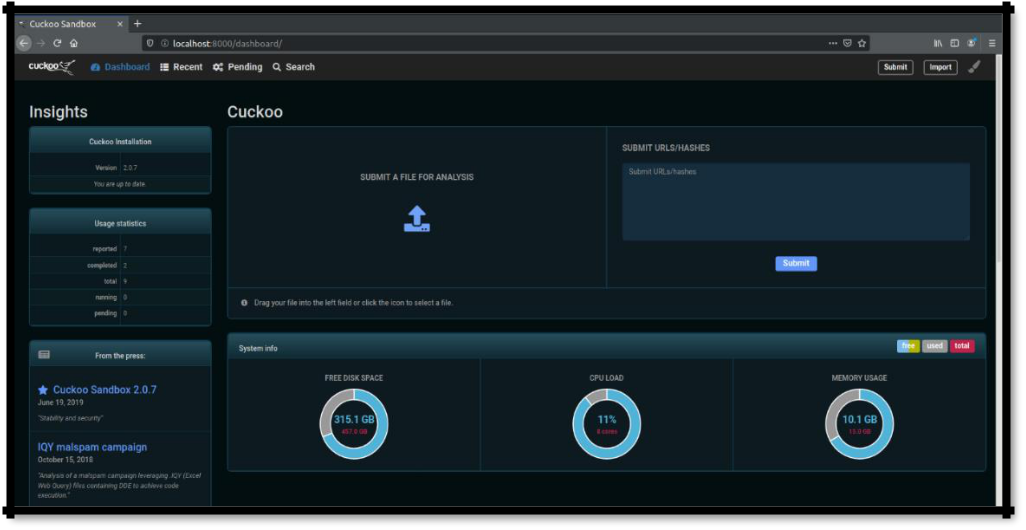 Cuckoo Sandbox × +
localhost:8000/dashboard/
cuckoo Dashboard Recent Pending Search Submit Import
Insights
Cuckoo Installation
Version 2.0.7
You are up to date.
Usage statistics
reported 7
completed 2
total 9
running 0
pending 0
From the press:
Cuckoo Sandbox 2.0.7
June 19, 2019
"Stability and security"
IQY malspam campaign
October 15, 2018
"Analysis of a malspam campaign leveraging .IQY (Excel
Web Query) files containing DDE to achieve code
execution."
Cuckoo
SUBMIT A FILE FOR ANALYSIS
SUBMIT URLS/HASHES
Submit URLs/hashes
Submit
Drag your file into the left field or click the icon to select a file.
System info
free used total
FREE DISK SPACE
315.1 GB
457.0 GB
CPU LOAD
11%
8 cores
MEMORY USAGE
10.1 GB